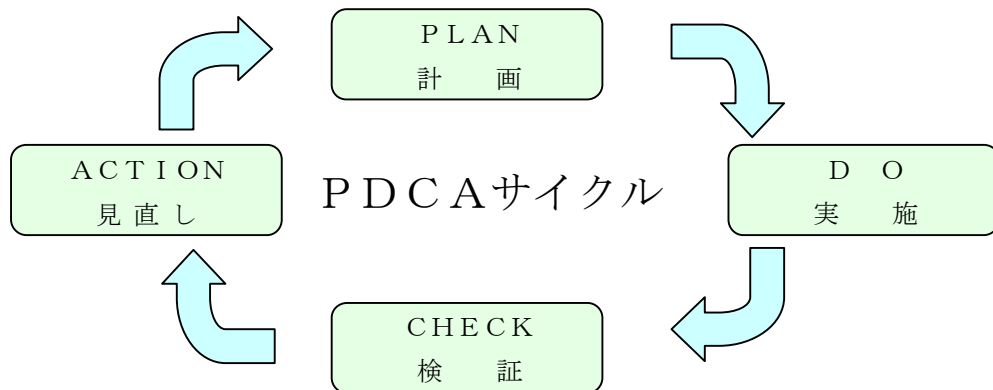 ＰＬＡＮ
計　　画
ＡＣＴＩＯＮ
見 直 し
ＰＤＣＡサイクル
Ｄ　Ｏ
実　　施
ＣＨＥＣＫ
検　　証